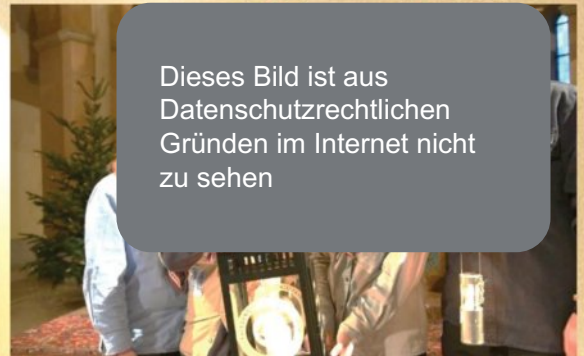 Dieses Bild ist aus
Datenschutzrechtlichen
Gründen im Internet nicht
zu sehen